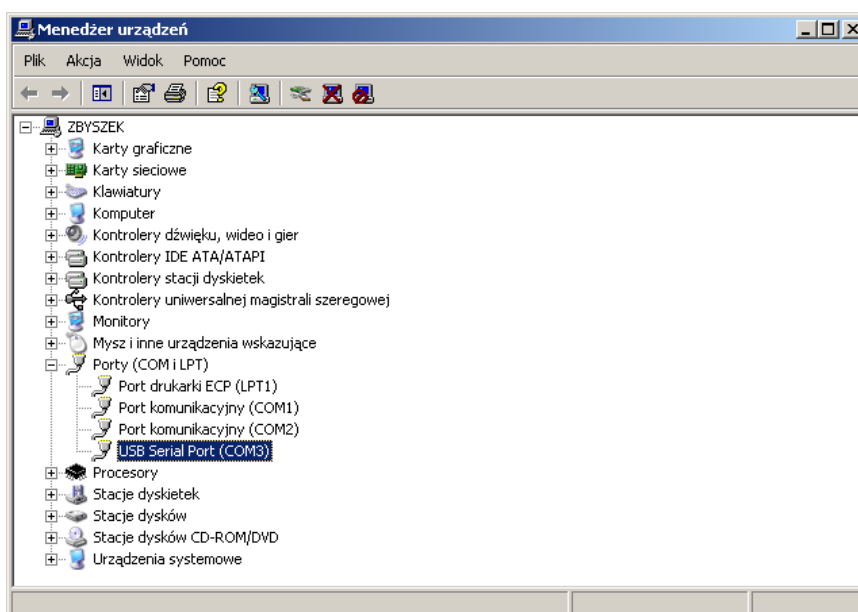 Menedżer urządzeń
Plik Akcja Widok Pomoc
ZBYSZEK
Karty graficzne
Karty sieciowe
Klawiatury
Komputer
Kontrolery dźwięku, wideo i gier
Kontrolery IDE ATA/ATAPI
Kontrolery stacji dyskietek
Kontrolery uniwersalnej magistrali szeregowej
Monitory
Mysz i inne urządzenia wskazujące
Porty (COM i LPT)
Port drukarki ECP (LPT1)
Port komunikacyjny (COM1)
Port komunikacyjny (COM2)
USB Serial Port (COM3)
Procesory
Stacje dyskietek
Stacje dysków
Stacje dysków CD-ROM/DVD
Urządzenia systemowe